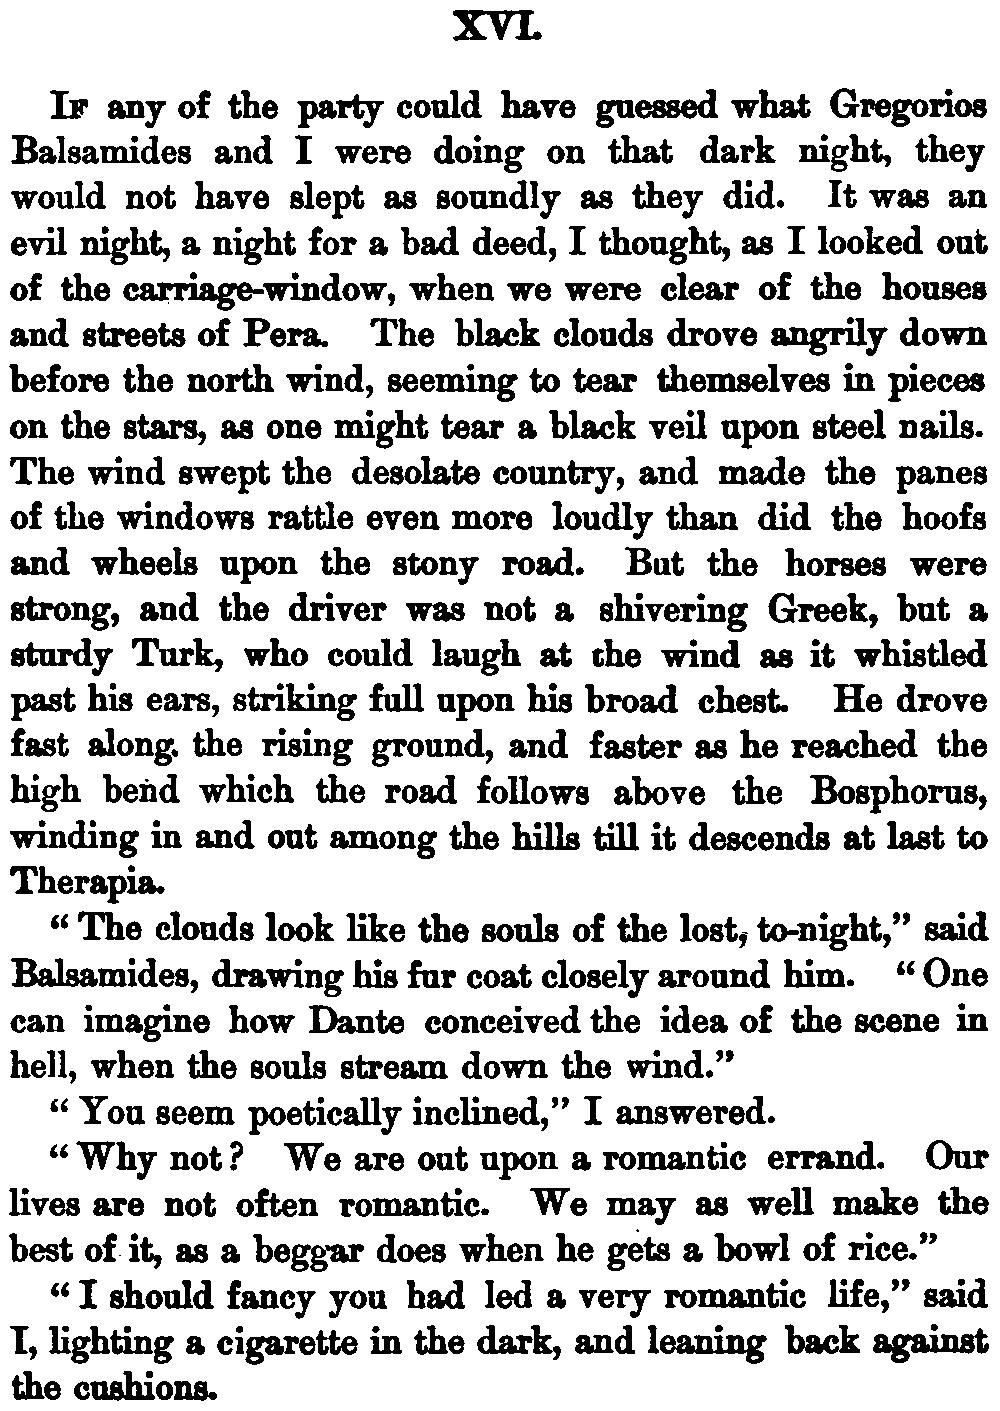 XVI.
If any of the party could have guessed what Gregorios
Balsamides and I were doing on that dark night, they
would not have slept as soundly as they did. It was an
evil night, a night for a bad deed, I thought, as I looked out
of the carriage-window, when we were clear of the houses
and streets of Pera. The black clouds drove angrily down
before the north wind, seeming to tear themselves in pieces
on the stars, as one might tear a black veil upon steel nails.
The wind swept the desolate country, and made the panes
of the windows rattle even more loudly than did the hoofs
and wheels upon the stony road. But the horses were
strong, and the driver was not a shivering Greek, but a
sturdy Turk, who could laugh at the wind as it whistled
past his ears, striking full upon his broad chest. He drove
fast along. the rising ground, and faster as he reached the
high bend which the road follows above the Bosphorus,
winding in and out among the hills till it descends at last to
Therapia.
“The clouds look like the souls of the lost, to-night,” said
Balsamides, drawing his fur coat closely around him. “One
can imagine how Dante conceived the idea of the scene in
hell, when the souls stream down the wind.”
“You seem poetically inclined,” I answered.
“Why not? We are out upon a romantic errand. Our
lives are not often romantic. We may as well make the
best of it, as a beggar does when he gets a bowl of rice.”
“I should fancy you had led a very romantic life,” said
I, lighting a cigarette in the dark, and leaning back against
the cushions.